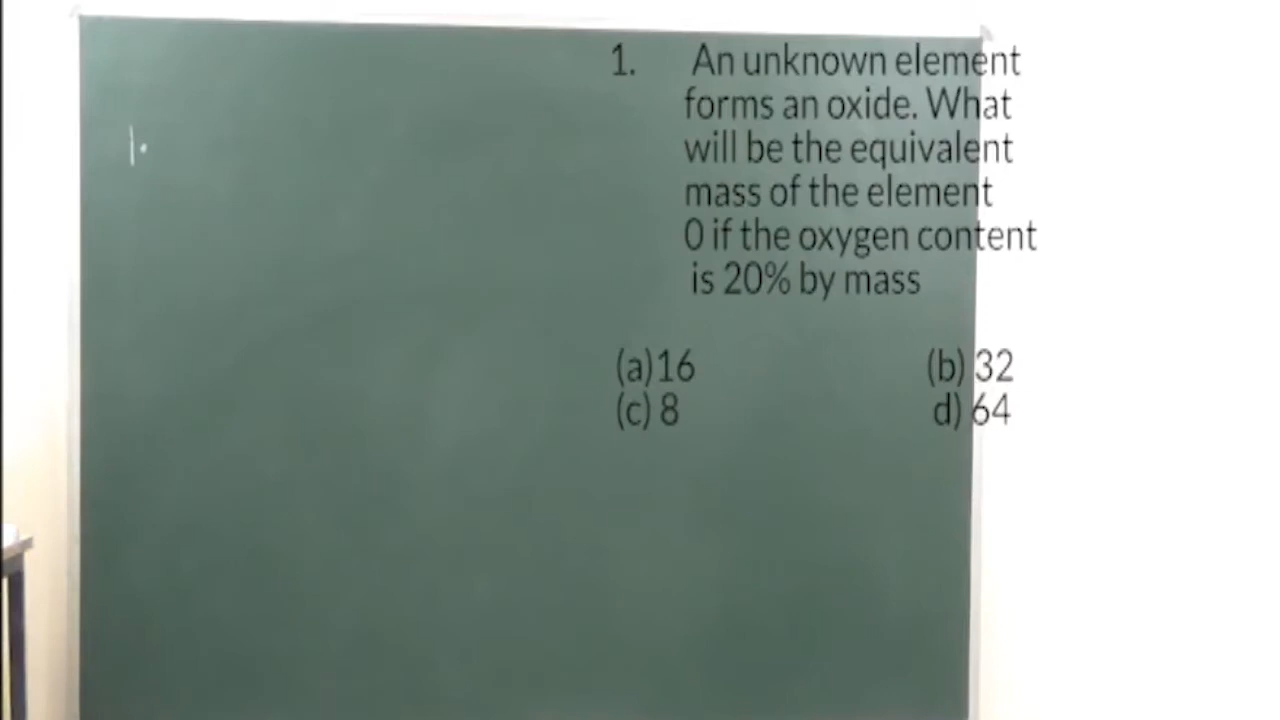 1. An unknown element
forms an oxide. What
will be the equivalent
mass of the element
0 if the oxygen content
is 20% by mass
(a)16 (b) 32
(c) 8 d) 64
1.